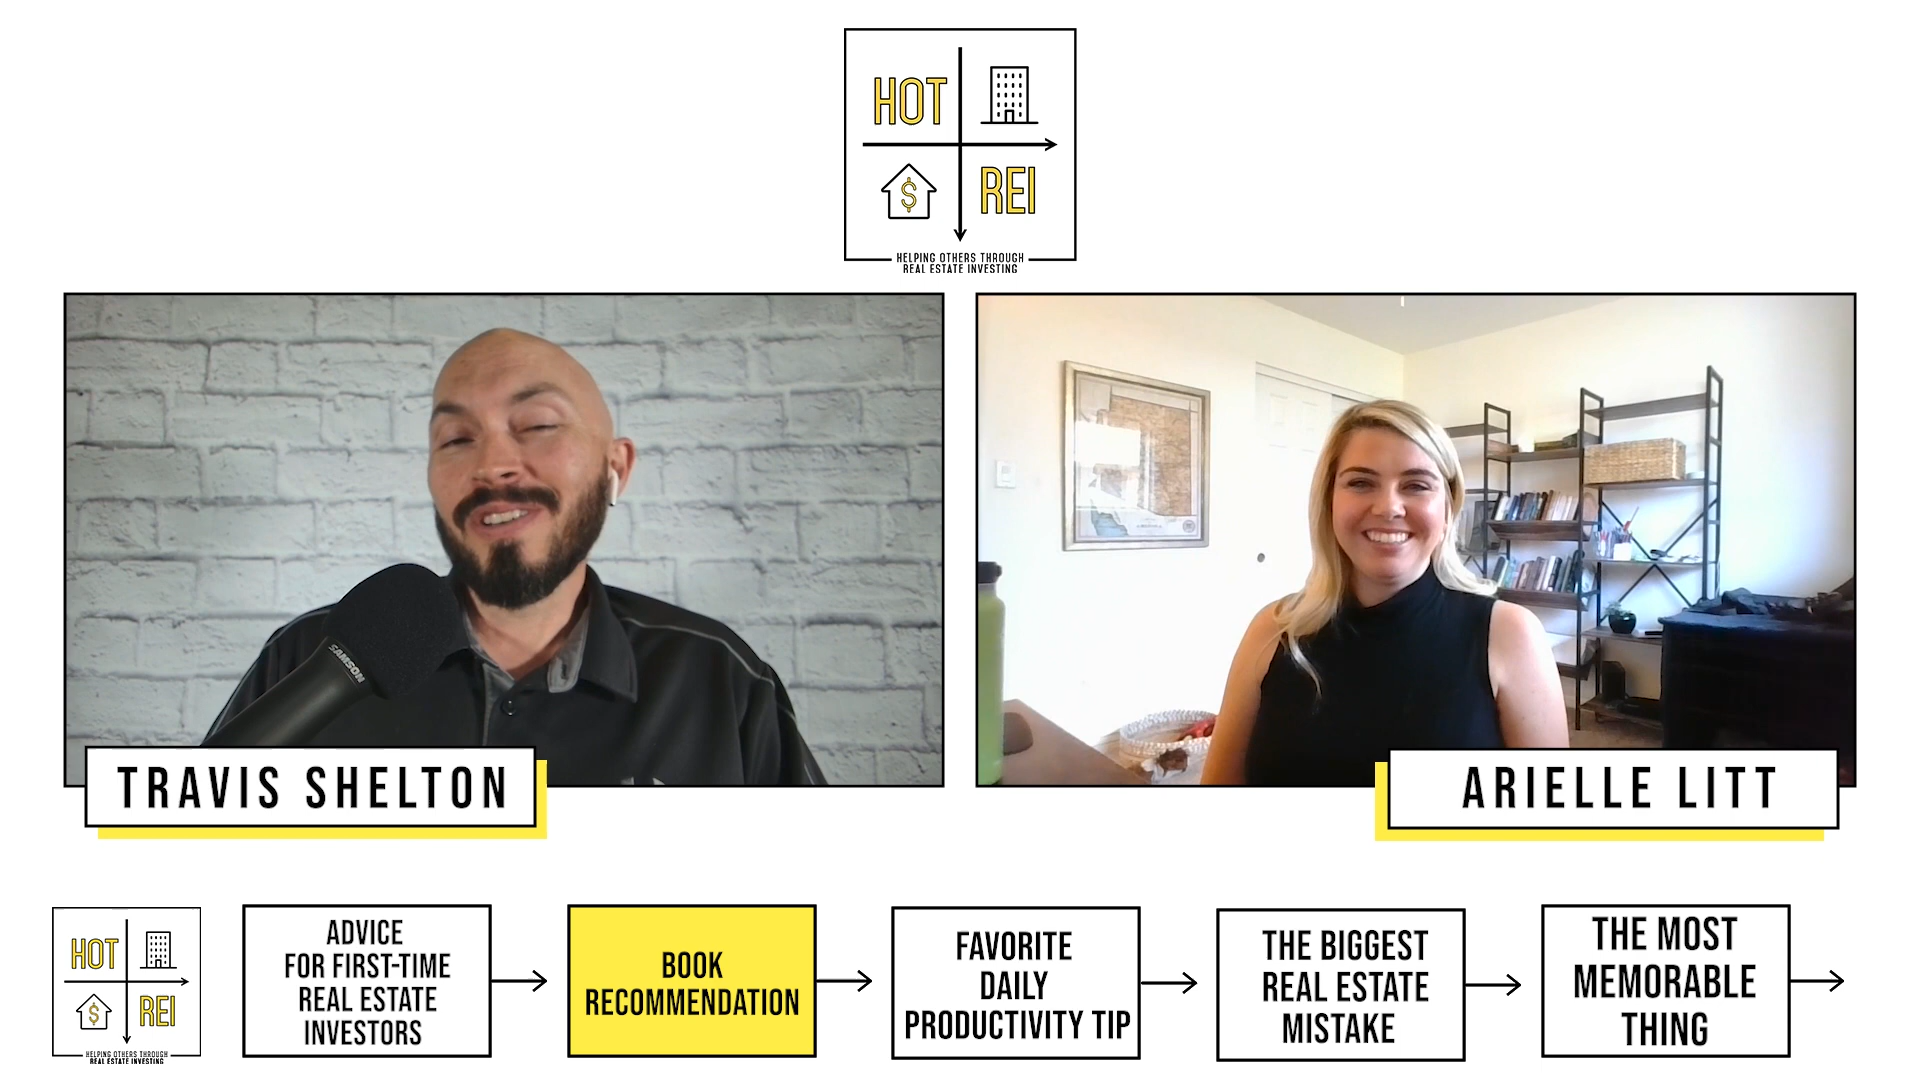 HOT
$
REI
HELPING OTHERS THROUGH
REAL ESTATE INVESTING
SAMSON
TRAVIS SHELTON
ARIELLE LITT
HOT
$
REI
HELPING OTHERS THROUGH
REAL ESTATE INVESTING
ADVICE
FOR FIRST-TIME
REAL ESTATE
INVESTORS
BOOK
RECOMMENDATION
FAVORITE
DAILY
PRODUCTIVITY TIP
THE BIGGEST
REAL ESTATE
MISTAKE
THE MOST
MEMORABLE
THING